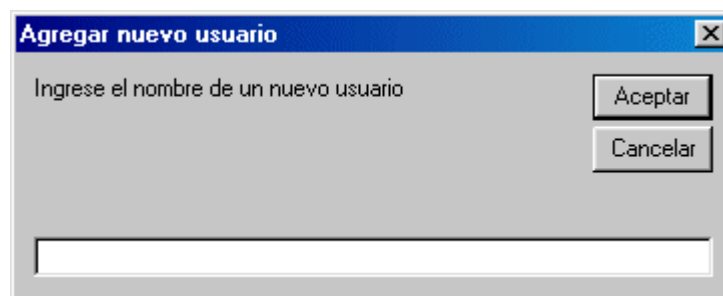 Agregar nuevo usuario
Ingrese el nombre de un nuevo usuario
Aceptar
Cancelar